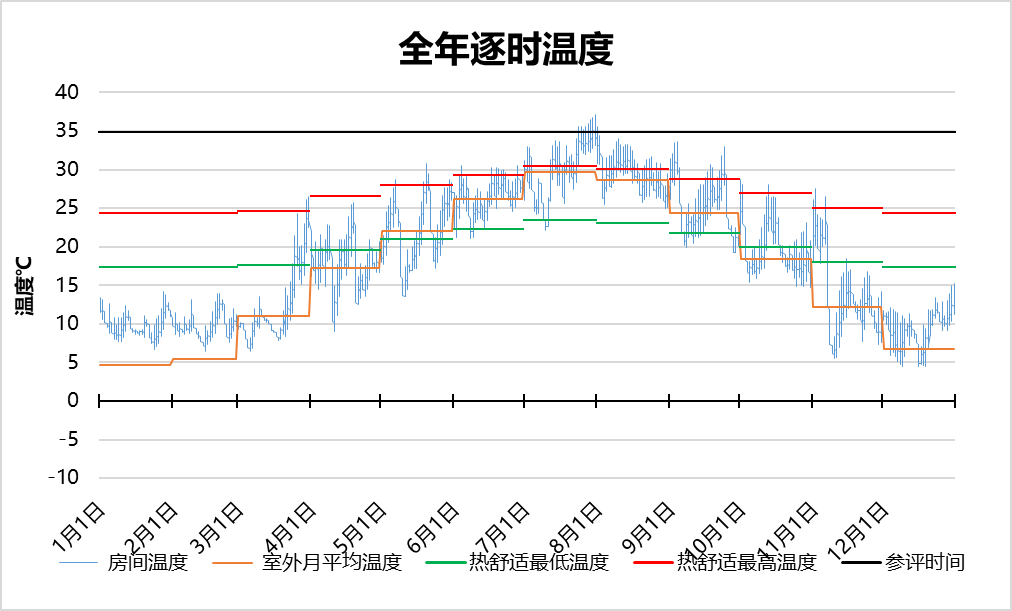 全年逐时温度
40
35
30
25
20
15
10
5
0
-5
-10
温度℃
1月1日
2月1日
3月1日
4月1日
5月1日
6月1日
7月1日
8月1日
9月1日
10月1日
11月1日
12月1日
房间温度 室外月平均温度 热舒适最低温度 热舒适最高温度 参评时间